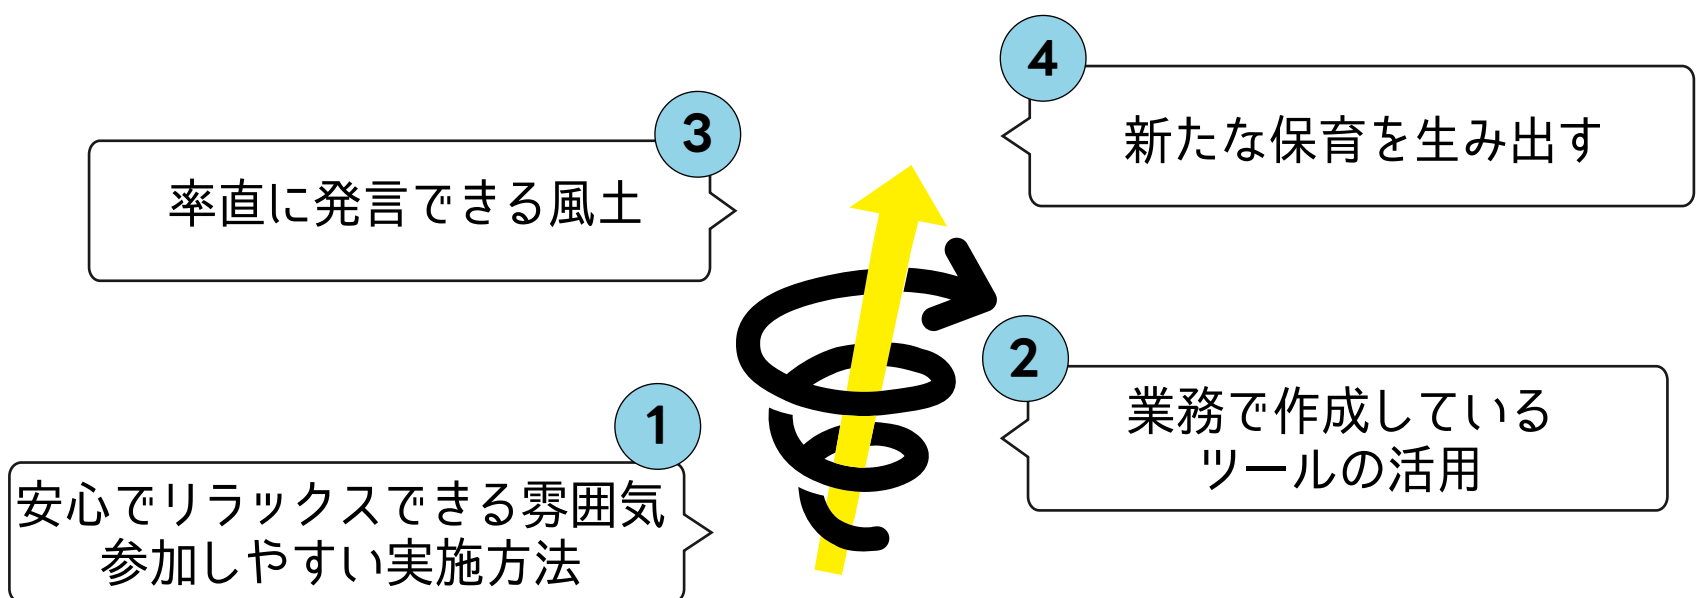 4
新たな保育を生み出す
3
率直に発言できる風土
2
業務で作成している
ツールの活用
1
安心でリラックスできる雰囲気
参加しやすい実施方法